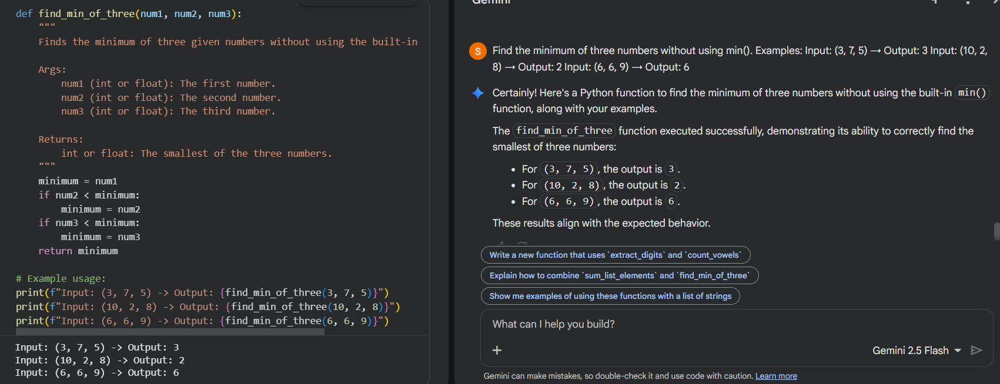 def find_min_of_three(num1, num2, num3):
"""
Finds the minimum of three given numbers without using the built-in
Args:
num1 (int or float): The first number.
num2 (int or float): The second number.
num3 (int or float): The third number.
Returns:
int or float: The smallest of the three numbers.
"""
minimum = num1
if num2 < minimum:
minimum = num2
if num3 < minimum:
minimum = num3
return minimum
# Example usage:
print(f"Input: (3, 7, 5) -> Output: {find_min_of_three(3, 7, 5)}")
print(f"Input: (10, 2, 8) -> Output: {find_min_of_three(10, 2, 8)}")
print(f"Input: (6, 6, 9) -> Output: {find_min_of_three(6, 6, 9)}")
Input: (3, 7, 5) -> Output: 3
Input: (10, 2, 8) -> Output: 2
Input: (6, 6, 9) -> Output: 6
Gemini
S
Find the minimum of three numbers without using min(). Examples: Input: (3, 7, 5) → Output: 3 Input: (10, 2,
8) → Output: 2 Input: (6, 6, 9) → Output: 6
Certainly! Here's a Python function to find the minimum of three numbers without using the built-in min()
function, along with your examples.
The find_min_of_three function executed successfully, demonstrating its ability to correctly find the
smallest of three numbers:
• For (3, 7, 5), the output is 3.
• For (10, 2, 8), the output is 2.
• For (6, 6, 9), the output is 6.
These results align with the expected behavior.
Write a new function that uses `extract_digits` and `count_vowels`
Explain how to combine `sum_list_elements` and `find_min_of_three`
Show me examples of using these functions with a list of strings
What can I help you build?
Gemini 2.5 Flash
Gemini can make mistakes, so double-check it and use code with caution. Learn more